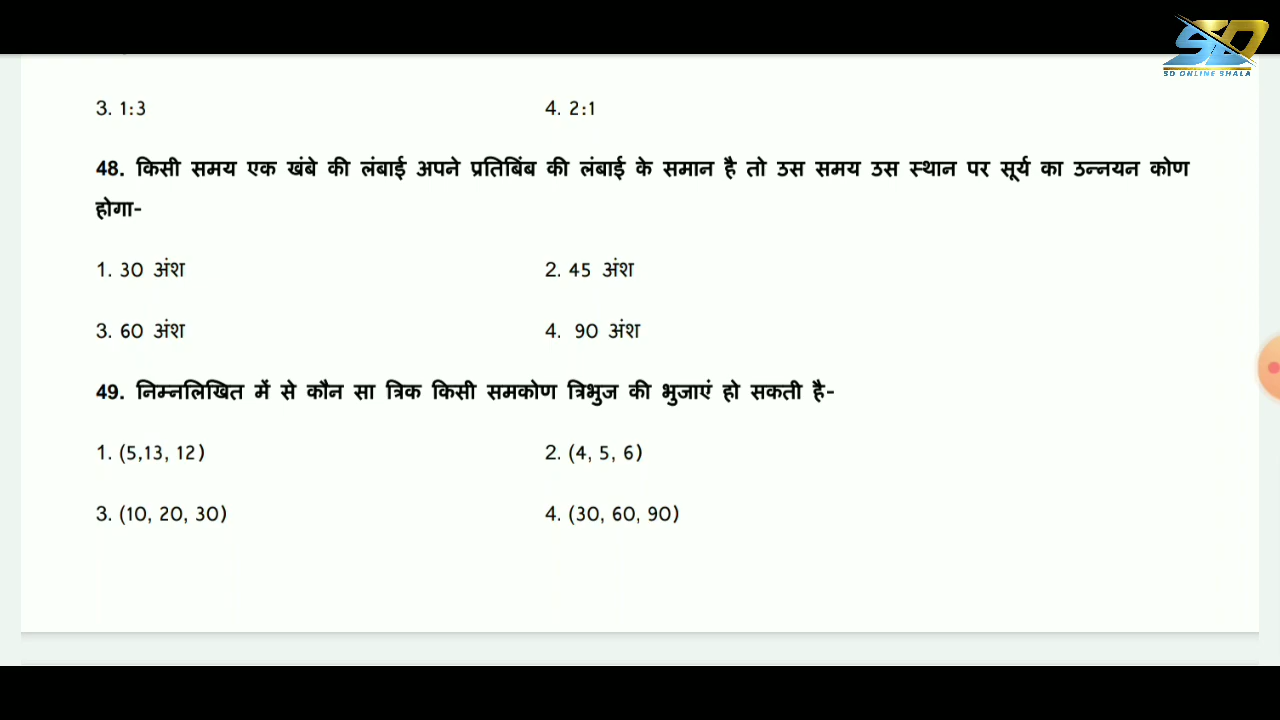 SD ONLINE SHALA
3. 1:3 4. 2:1
48. किसी समय एक खंबे की लंबाई अपने प्रतिबिंब की लंबाई के समान है तो उस समय उस स्थान पर सूर्य का उन्नयन कोण
होगा-
1. 30 अंश 2. 45 अंश
3. 60 अंश 4. 90 अंश
49. निम्नलिखित में से कौन सा त्रिक किसी समकोण त्रिभुज की भुजाएं हो सकती है-
1. (5,13, 12) 2. (4, 5, 6)
3. (10, 20, 30) 4. (30, 60, 90)